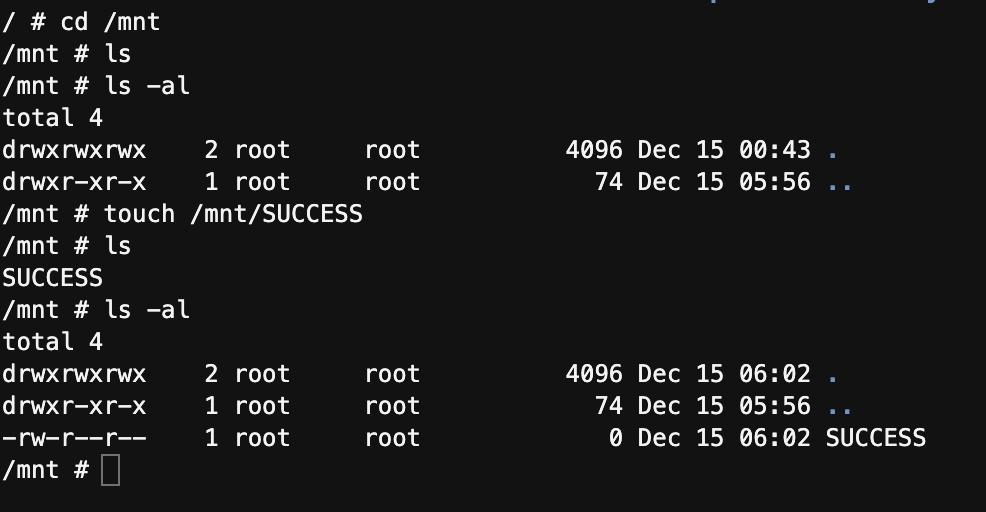 / # cd /mnt
/mnt # ls
/mnt # ls -al
total 4
drwxrwxrwx    2 root     root          4096 Dec 15 00:43 .
drwxr-xr-x    1 root     root            74 Dec 15 05:56 ..
/mnt # touch /mnt/SUCCESS
/mnt # ls
SUCCESS
/mnt # ls -al
total 4
drwxrwxrwx    2 root     root          4096 Dec 15 06:02 .
drwxr-xr-x    1 root     root            74 Dec 15 05:56 ..
-rw-r--r--    1 root     root             0 Dec 15 06:02 SUCCESS
/mnt #